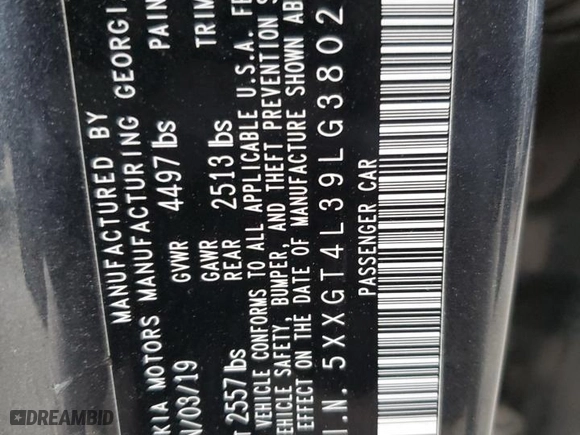 MANUFACTURED BY
KIA MOTORS MANUFACTURING GEORGI
/03/19 GVWR 4497 lbs PAIN
GAWR
2557 lbs REAR 2513 lbs TRIM
VEHICLE CONFORMS TO ALL APPLICABLE U.S.A. FE
VEHICLE SAFETY, BUMPER, AND THEFT PREVENTION S
EFFECT ON THE DATE OF MANUFACTURE SHOWN AB
I.N. 5XXGT4L39LG3802
PASSENGER CAR
DREAMBID